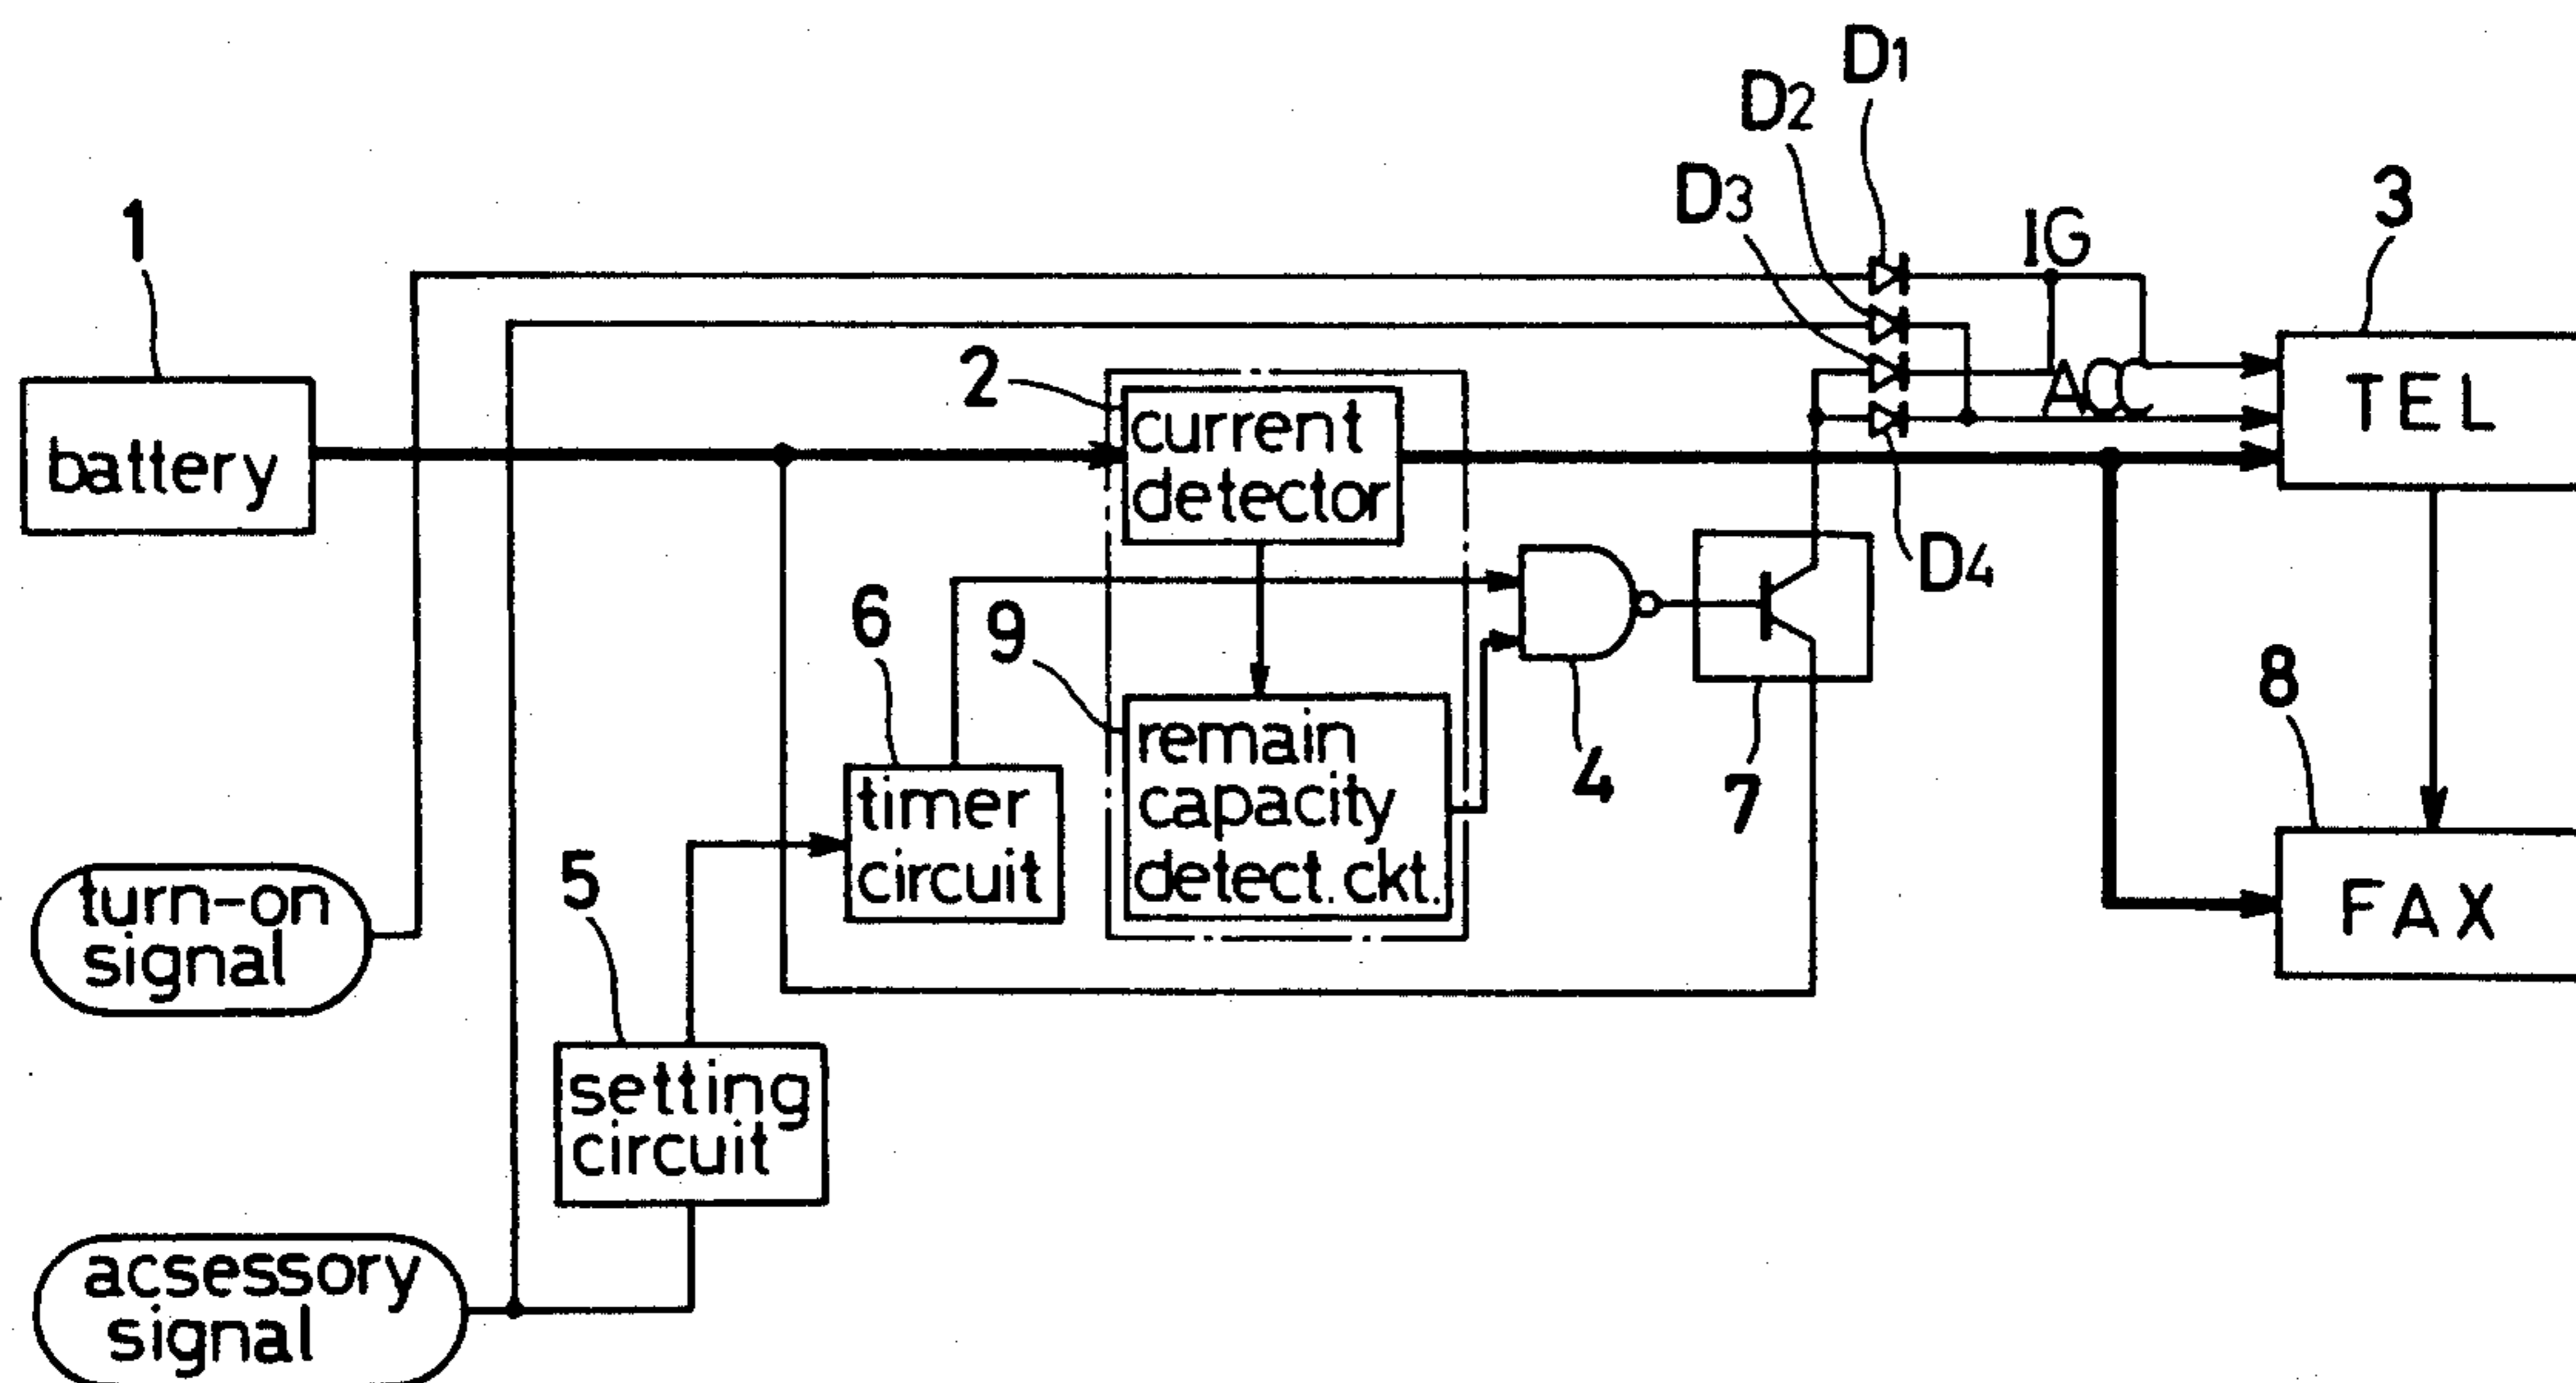 D1
D2
D3
IG
3
1
2
ACC
TEL
battery
current
detector
D4
6
9
4
7
8
timer
circuit
remain
capacity
detect. ckt.
5
turn-on
signal
FAX
setting
circuit
acsessory
signal